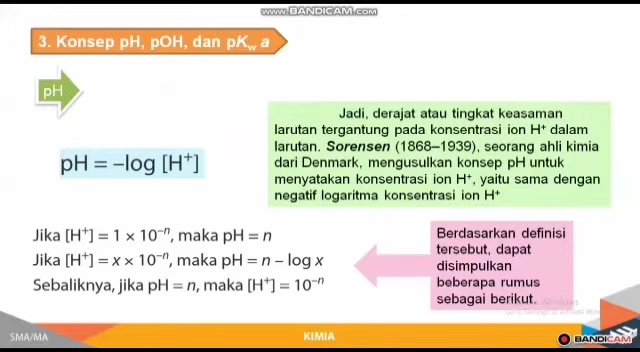 www.BANDICAM.COM
3. Konsep pH, pOH, dan pKw a
pH
Jadi, derajat atau tingkat keasaman
larutan tergantung pada konsentrasi ion H⁺ dalam
larutan. Sorensen (1868–1939), seorang ahli kimia
dari Denmark, mengusulkan konsep pH untuk
menyatakan konsentrasi ion H⁺, yaitu sama dengan
negatif logaritma konsentrasi ion H⁺
pH = –log [H⁺]
Jika [H⁺] = 1 × 10⁻ⁿ, maka pH = n
Jika [H⁺] = x × 10⁻ⁿ, maka pH = n – log x
Sebaliknya, jika pH = n, maka [H⁺] = 10⁻ⁿ
Berdasarkan definisi
tersebut, dapat
disimpulkan
beberapa rumus
sebagai berikut.
SMA/MA
KIMIA
BANDICAM